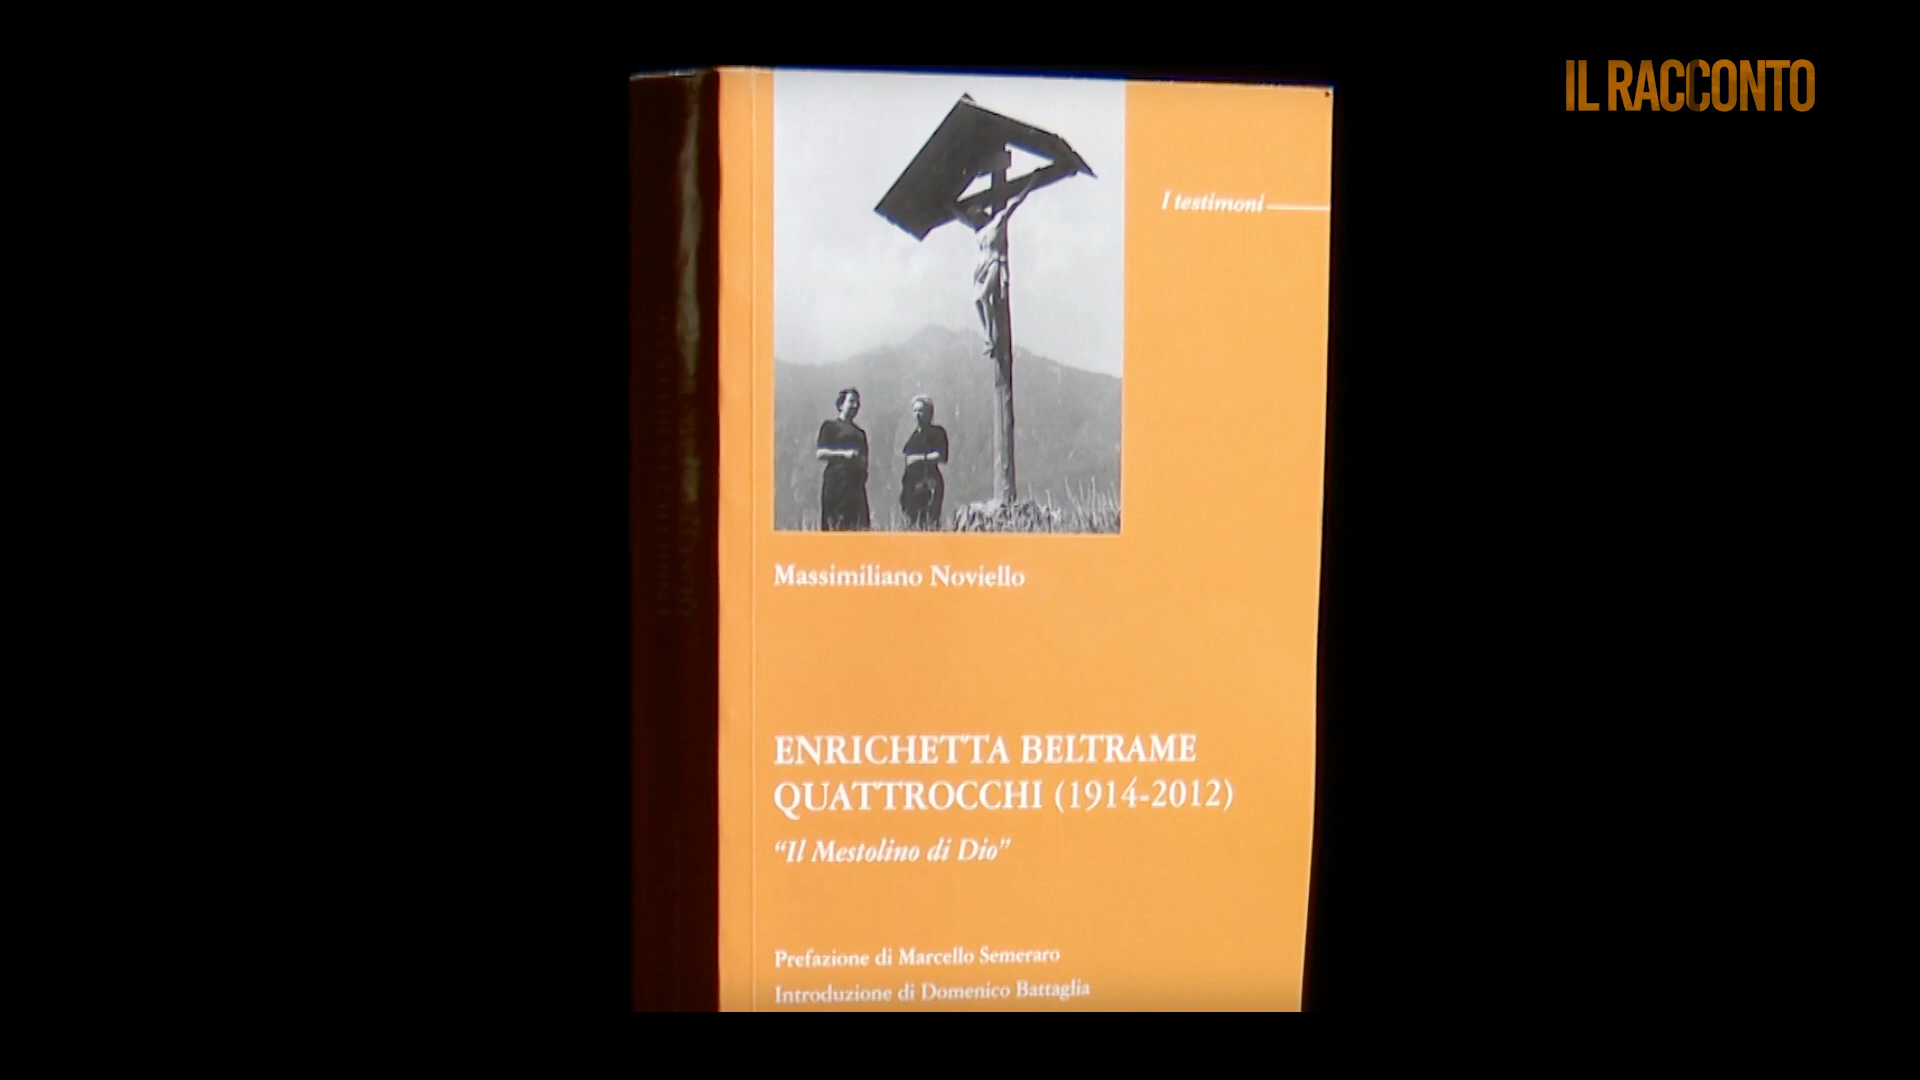 IL RACCONTO
I testimoni
Massimiliano Noviello
ENRICHETTA BELTRAME
QUATTROCCHI (1914-2012)
“Il Mestolino di Dio”
Prefazione di Marcello Semeraro
Introduzione di Domenico Battaglia